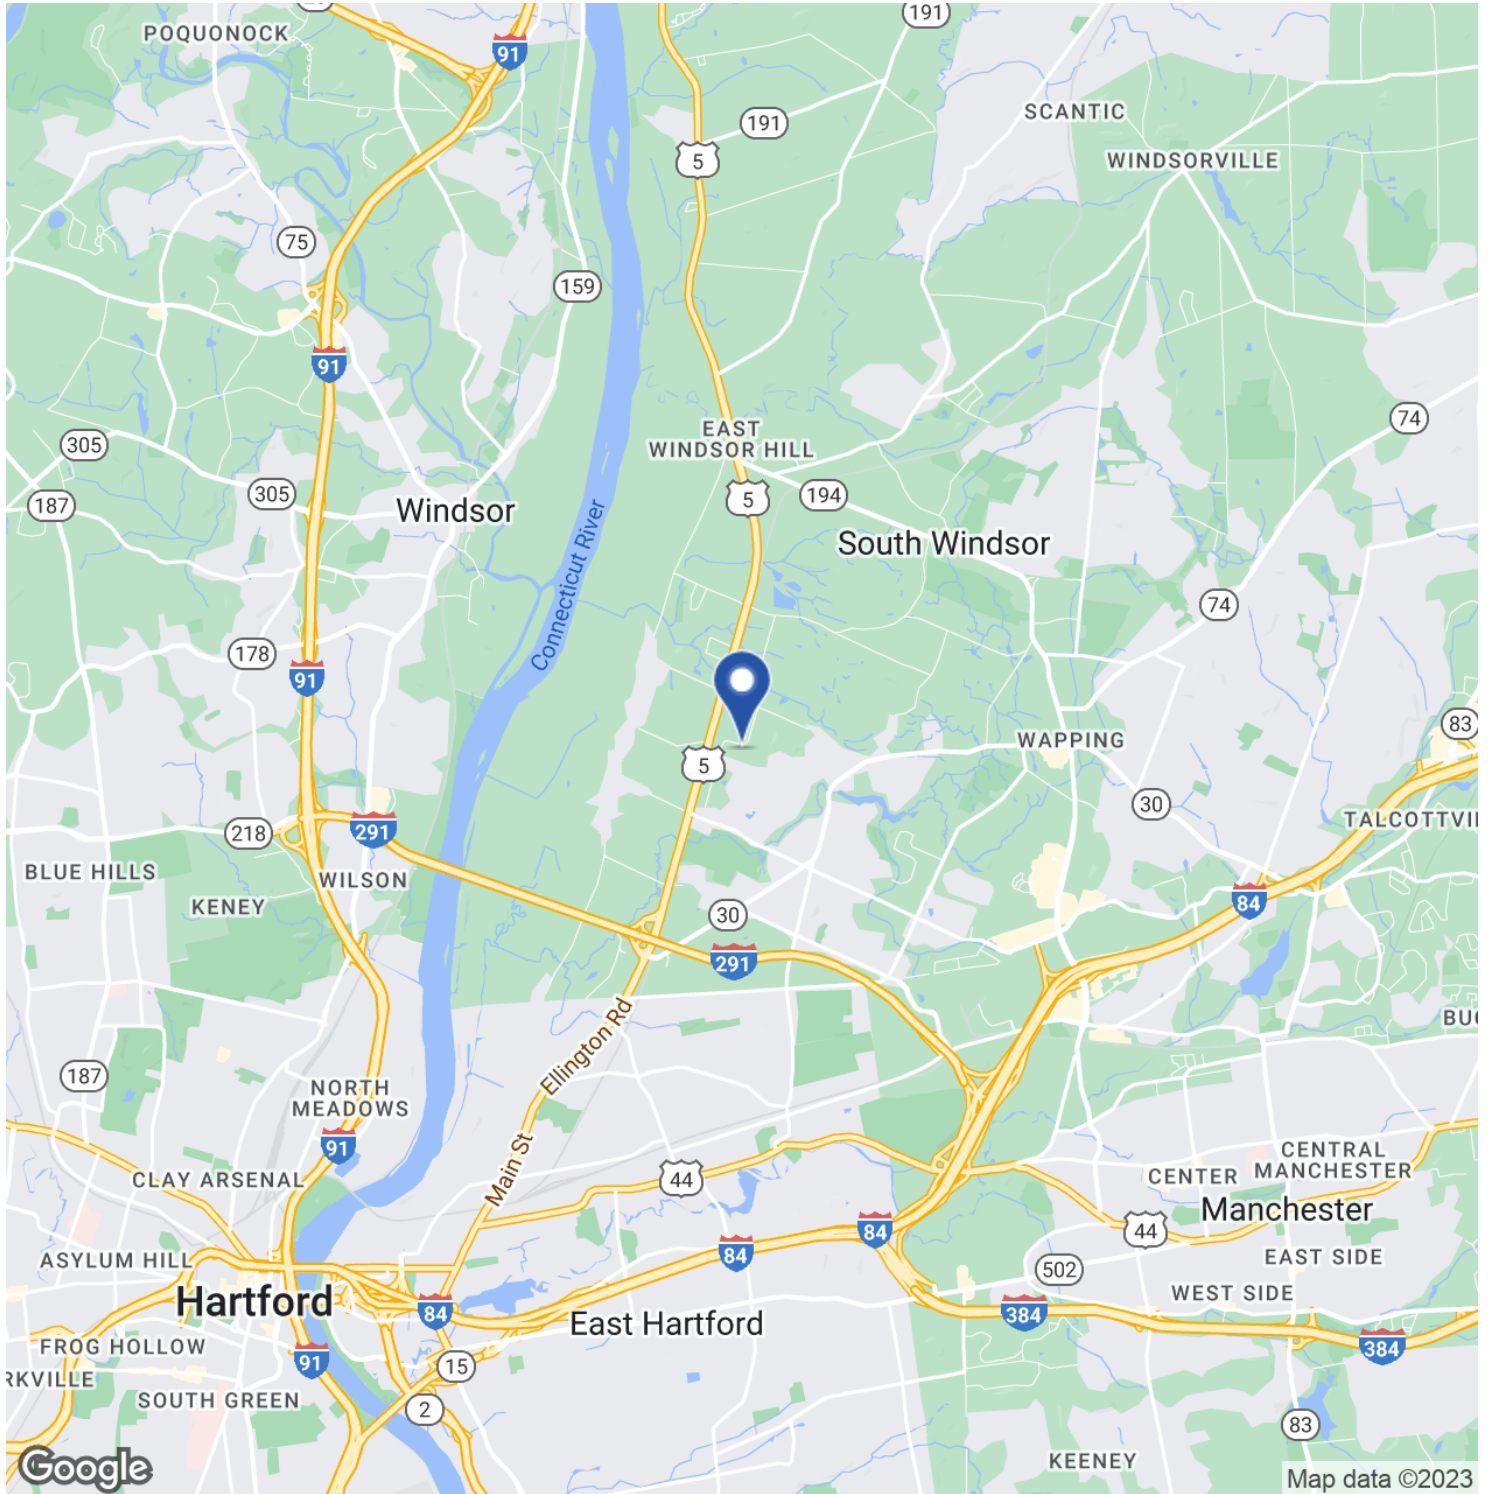 POQUONOCK
91
191
5
191
SCANTIC
WINDSORVILLE
75
159
91
74
305
EAST
WINDSOR HILL
187
305
Windsor
5
194
South Windsor
Connecticut River
74
178
91
83
WAPPING
5
30
TALCOTTVI
218
291
BLUE HILLS
WILSON
KENEY
84
30
291
BU
Ellington Rd
187
NORTH
MEADOWS
91
Main St
CENTRAL
MANCHESTER
CLAY ARSENAL
44
CENTER
Manchester
84
44
ASYLUM HILL
84
EAST SIDE
502
WEST SIDE
Hartford
84
East Hartford
384
384
FROG HOLLOW
91
15
RKVILLE
SOUTH GREEN
2
83
KEENEY
Google
Map data ©2023